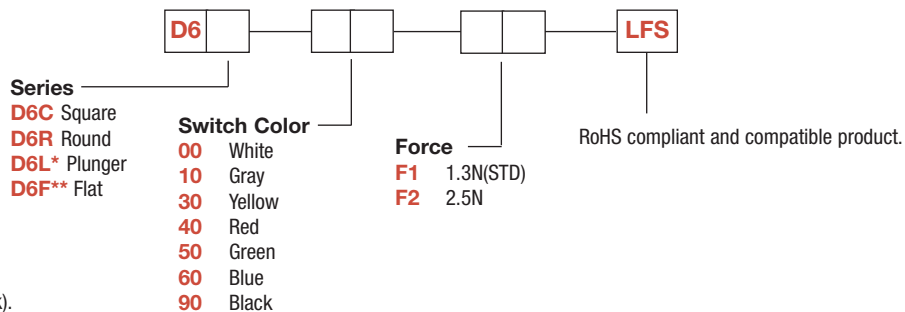 D6
LFS
Series
D6C Square
D6R Round
D6L* Plunger
D6F** Flat
Switch Color
00 White
10 Gray
30 Yellow
40 Red
50 Green
60 Blue
90 Black
Force
F1 1.3N(STD)
F2 2.5N
RoHS compliant and compatible product.
).